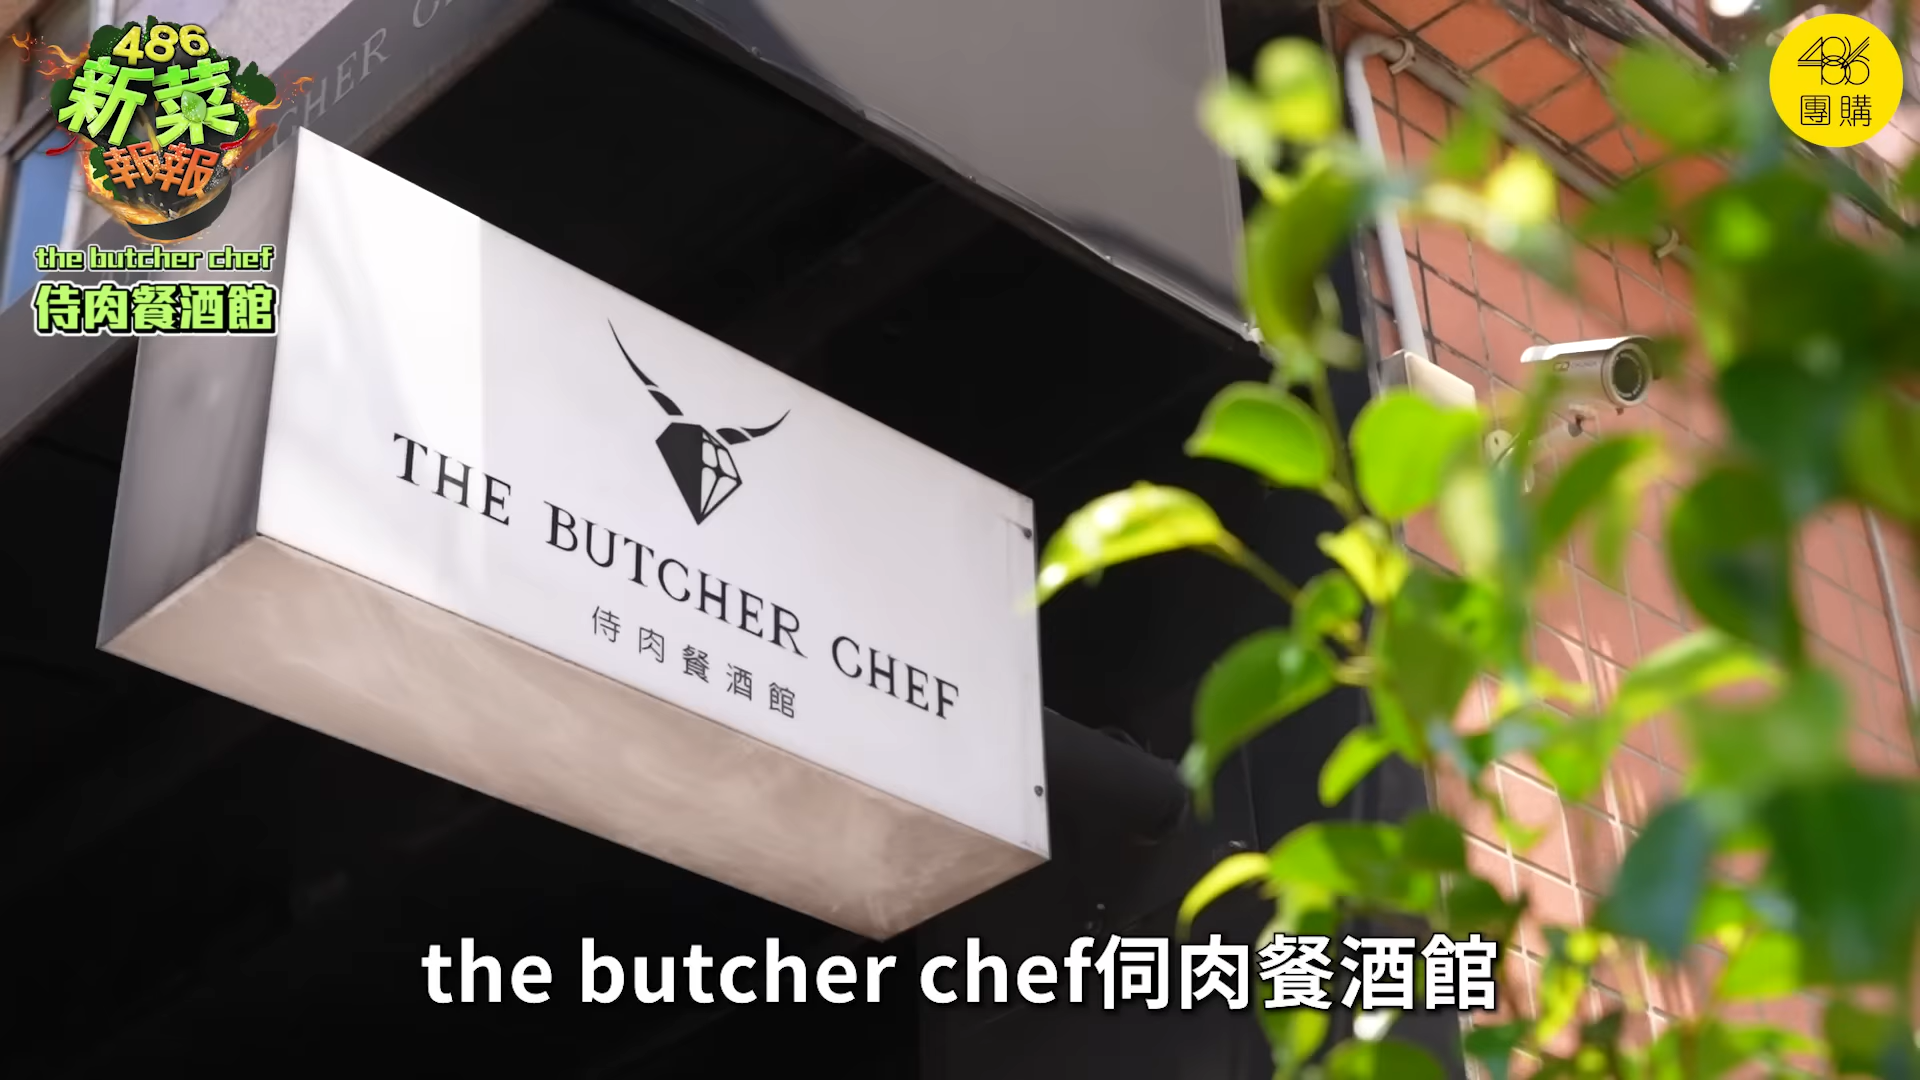 486
新菜
報報
the butcher chef
侍肉餐酒館
486
團購
THE BUTCHER CHEF
侍肉餐酒館
the butcher chef伺肉餐酒館